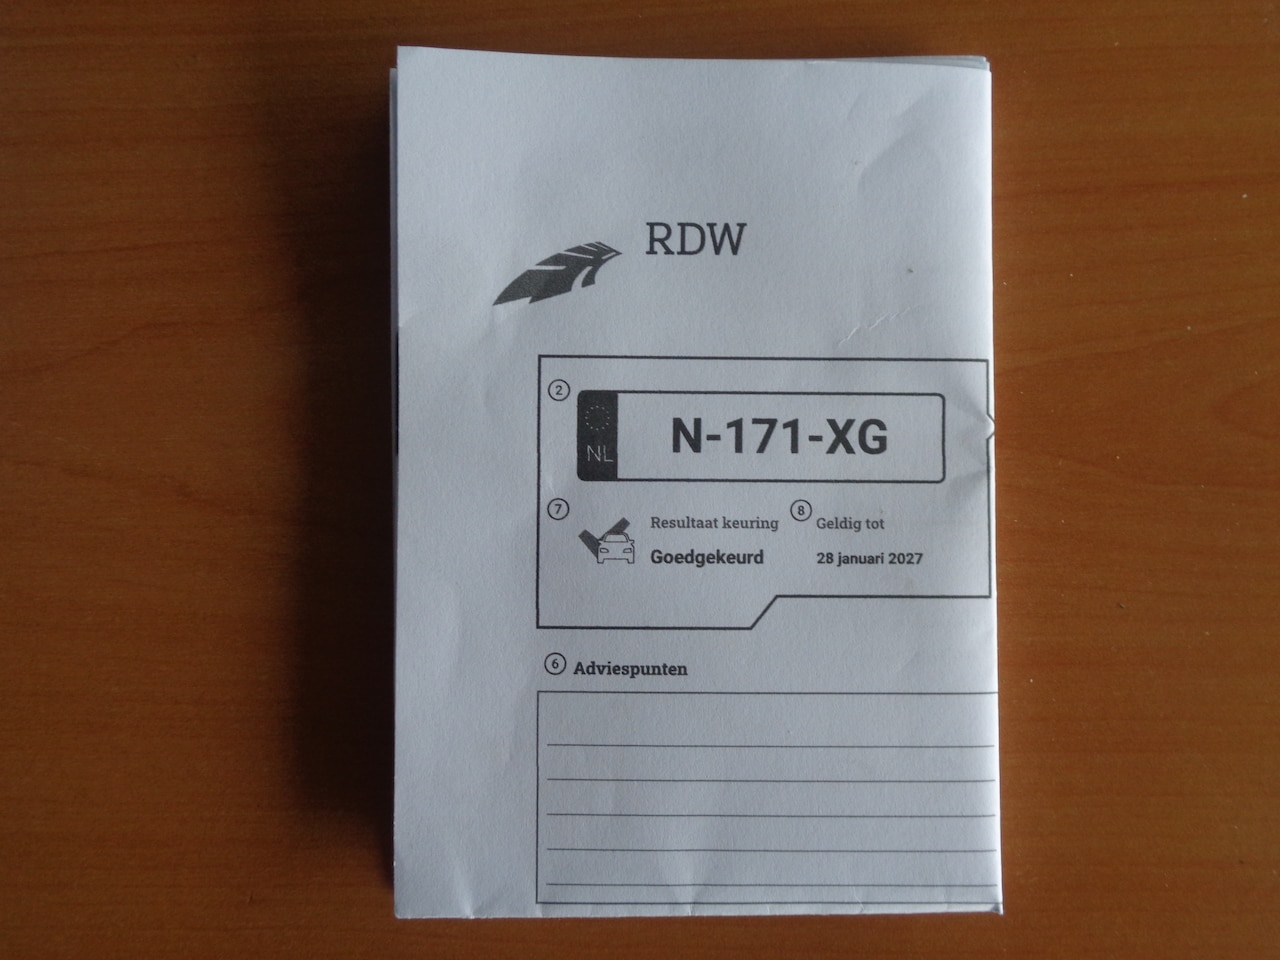 RDW
2
NL
N-171-XG
7
Resultaat keuring
8
Geldig tot
Goedgekeurd
28 januari 2027
6 Adviespunten